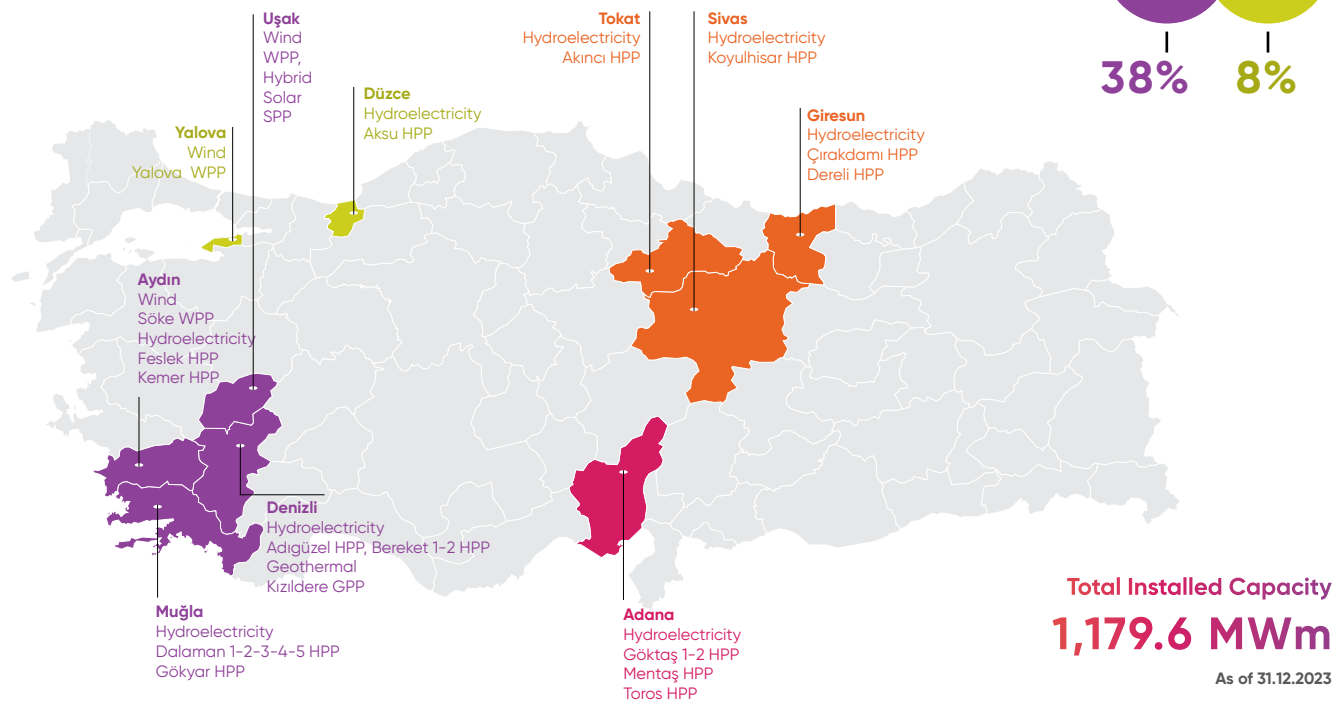 Uşak
Wind
WPP,
Hybrid
Solar
SPP
Tokat
Hydroelectricity
Akıncı HPP
Sivas
Hydroelectricity
Koyulhisar HPP
38%
8%
Düzce
Hydroelectricity
Aksu HPP
Giresun
Hydroelectricity
Çırakdamı HPP
Dereli HPP
Yalova
Wind
Yalova WPP
Aydın
Wind
Söke WPP
Hydroelectricity
Feslek HPP
Kemer HPP
Denizli
Hydroelectricity
Adıgüzel HPP, Bereket 1-2 HPP
Geothermal
Kızıldere GPP
Muğla
Hydroelectricity
Dalaman 1-2-3-4-5 HPP
Gökyar HPP
Adana
Hydroelectricity
Göktaş 1-2 HPP
Mentaş HPP
Toros HPP
Total Installed Capacity
1,179.6 MWm
As of 31.12.2023